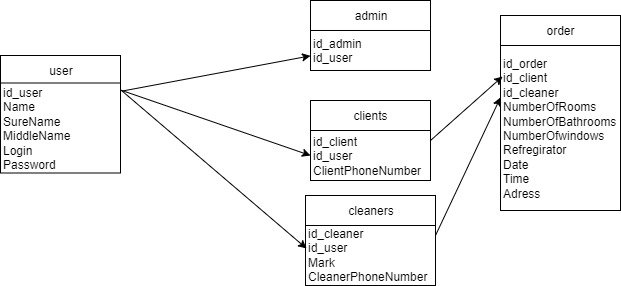 user
id_user
Name
SureName
MiddleName
Login
Password
admin
id_admin
id_user
clients
id_client
id_user
ClientPhoneNumber
cleaners
id_cleaner
id_user
Mark
CleanerPhoneNumber
order
id_order
id_client
id_cleaner
NumberOfRooms
NumberOfBathrooms
NumberOfwindows
Refregirator
Date
Time
Adress